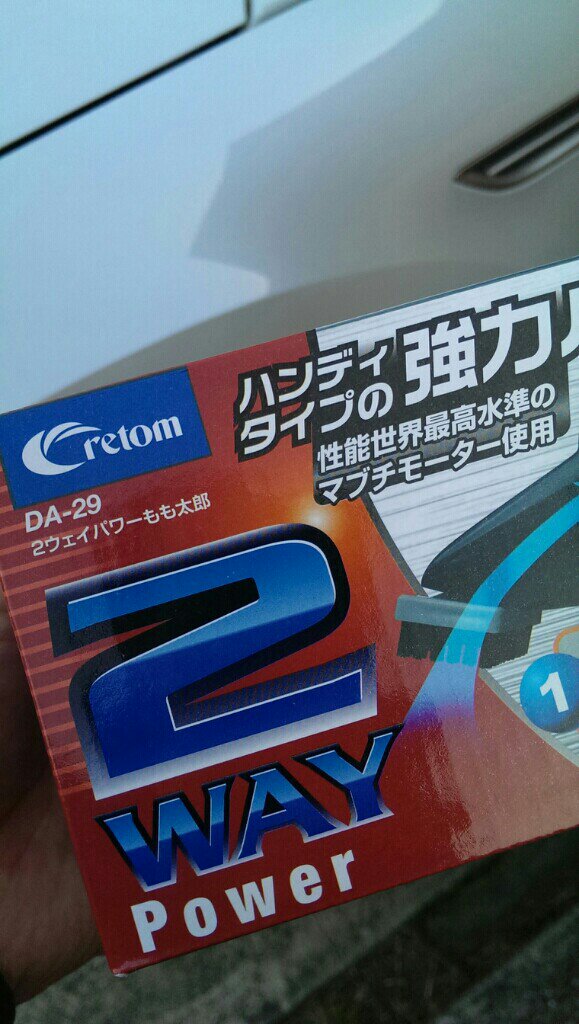 ハンディ
タイプの強力
性能世界最高水準の
マブチモーター使用
Cretom
DA-29
2ウェイパワーもも太郎
2
WAY
Power
1